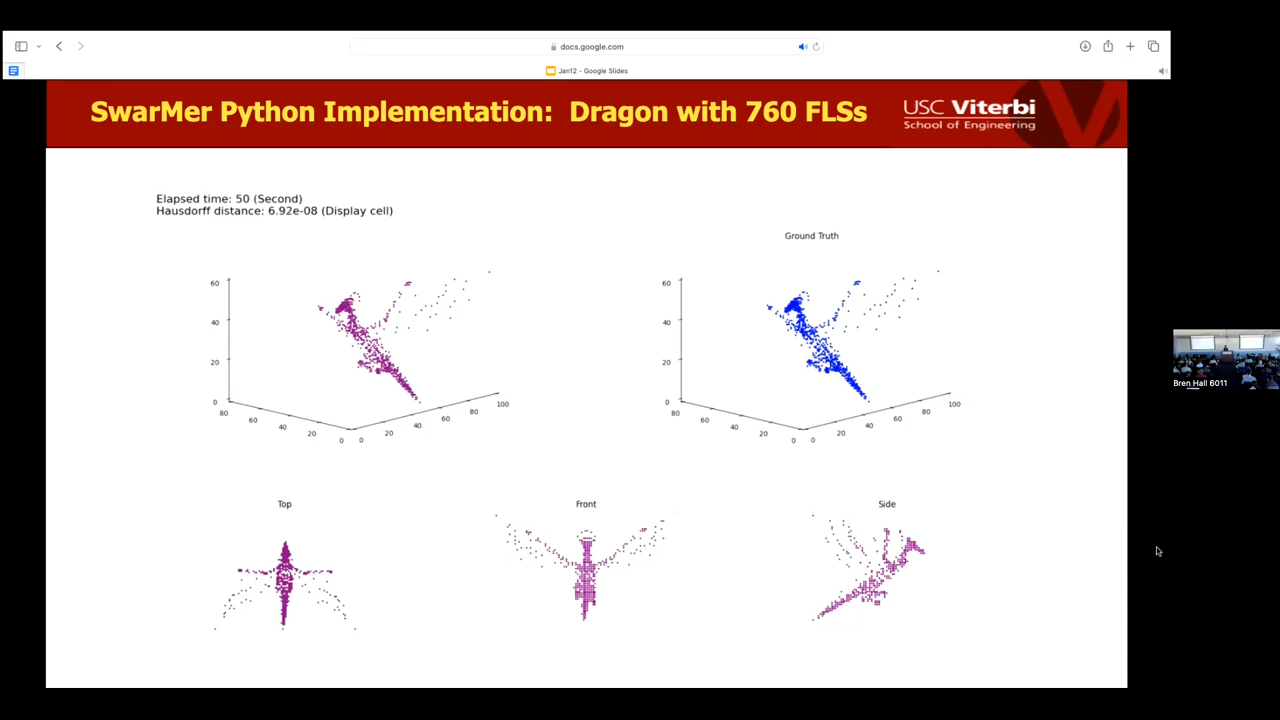 docs.google.com
Jan12 - Google Slides
SwarMer Python Implementation: Dragon with 760 FLSs
USC Viterbi
School of Engineering
Elapsed time: 50 (Second)
Hausdorff distance: 6.92e-08 (Display cell)
Ground Truth
60
40
20
0
80
60
40
20
0
0
20
40
60
80
100
60
40
20
0
80
60
40
20
0
0
20
40
60
80
100
Top
Front
Side
Bren Hall 6011